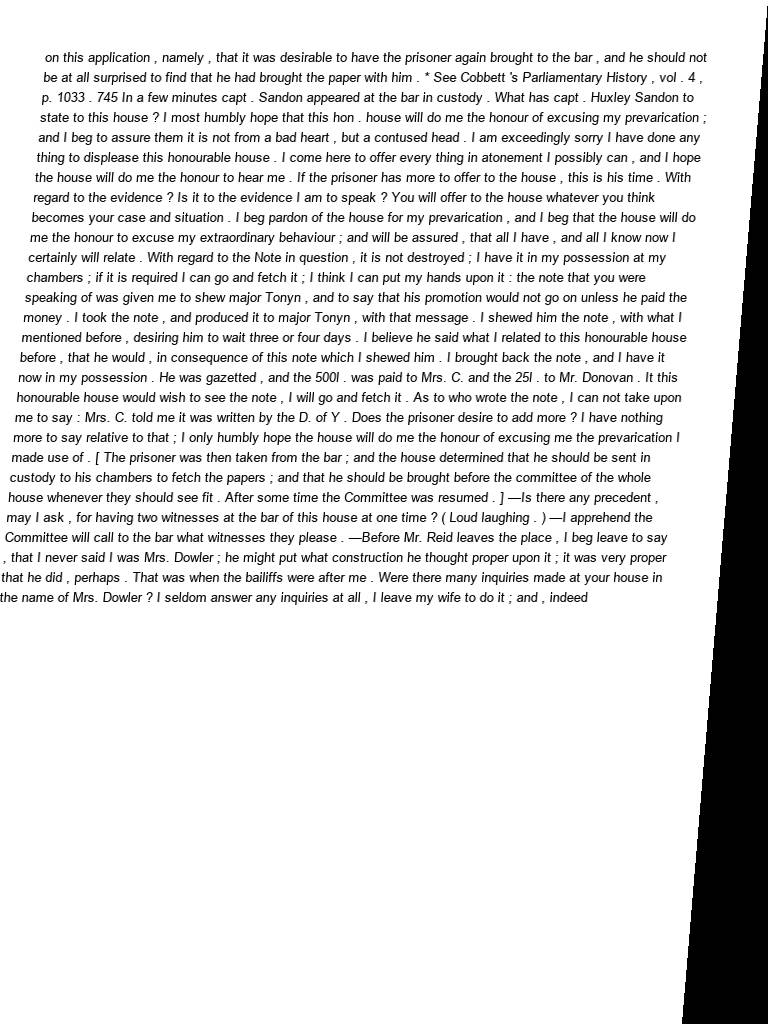 on this application , namely , that it was desirable to have the prisoner again brought to the bar , and he should not
be at all surprised to find that he had brought the paper with him . * See Cobbett 's Parliamentary History , vol . 4 ,
p. 1033 . 745 In a few minutes capt . Sandon appeared at the bar in custody . What has capt . Huxley Sandon to
state to this house ? I most humbly hope that this hon . house will do me the honour of excusing my prevarication ;
and I beg to assure them it is not from a bad heart , but a contused head . I am exceedingly sorry I have done any
thing to displease this honourable house . I come here to offer every thing in atonement I possibly can , and I hope
the house will do me the honour to hear me . If the prisoner has more to offer to the house , this is his time . With
regard to the evidence ? Is it to the evidence I am to speak ? You will offer to the house whatever you think
becomes your case and situation . I beg pardon of the house for my prevarication , and I beg that the house will do
me the honour to excuse my extraordinary behaviour ; and will be assured , that all I have , and all I know now I
certainly will relate . With regard to the Note in question , it is not destroyed ; I have it in my possession at my
chambers ; if it is required I can go and fetch it ; I think I can put my hands upon it : the note that you were
speaking of was given me to shew major Tonyn , and to say that his promotion would not go on unless he paid the
money . I took the note , and produced it to major Tonyn , with that message . I shewed him the note , with what I
mentioned before , desiring him to wait three or four days . I believe he said what I related to this honourable house
before , that he would , in consequence of this note which I shewed him . I brought back the note , and I have it
now in my possession . He was gazetted , and the 500l . was paid to Mrs. C. and the 25l . to Mr. Donovan . It this
honourable house would wish to see the note , I will go and fetch it . As to who wrote the note , I can not take upon
me to say : Mrs. C. told me it was written by the D. of Y . Does the prisoner desire to add more ? I have nothing
more to say relative to that ; I only humbly hope the house will do me the honour of excusing me the prevarication I
made use of . [ The prisoner was then taken from the bar ; and the house determined that he should be sent in
custody to his chambers to fetch the papers ; and that he should be brought before the committee of the whole
house whenever they should see fit . After some time the Committee was resumed . ] —Is there any precedent ,
may I ask , for having two witnesses at the bar of this house at one time ? ( Loud laughing . ) —I apprehend the
Committee will call to the bar what witnesses they please . —Before Mr. Reid leaves the place , I beg leave to say
, that I never said I was Mrs. Dowler ; he might put what construction he thought proper upon it ; it was very proper
that he did , perhaps . That was when the bailiffs were after me . Were there many inquiries made at your house in
the name of Mrs. Dowler ? I seldom answer any inquiries at all , I leave my wife to do it ; and , indeed